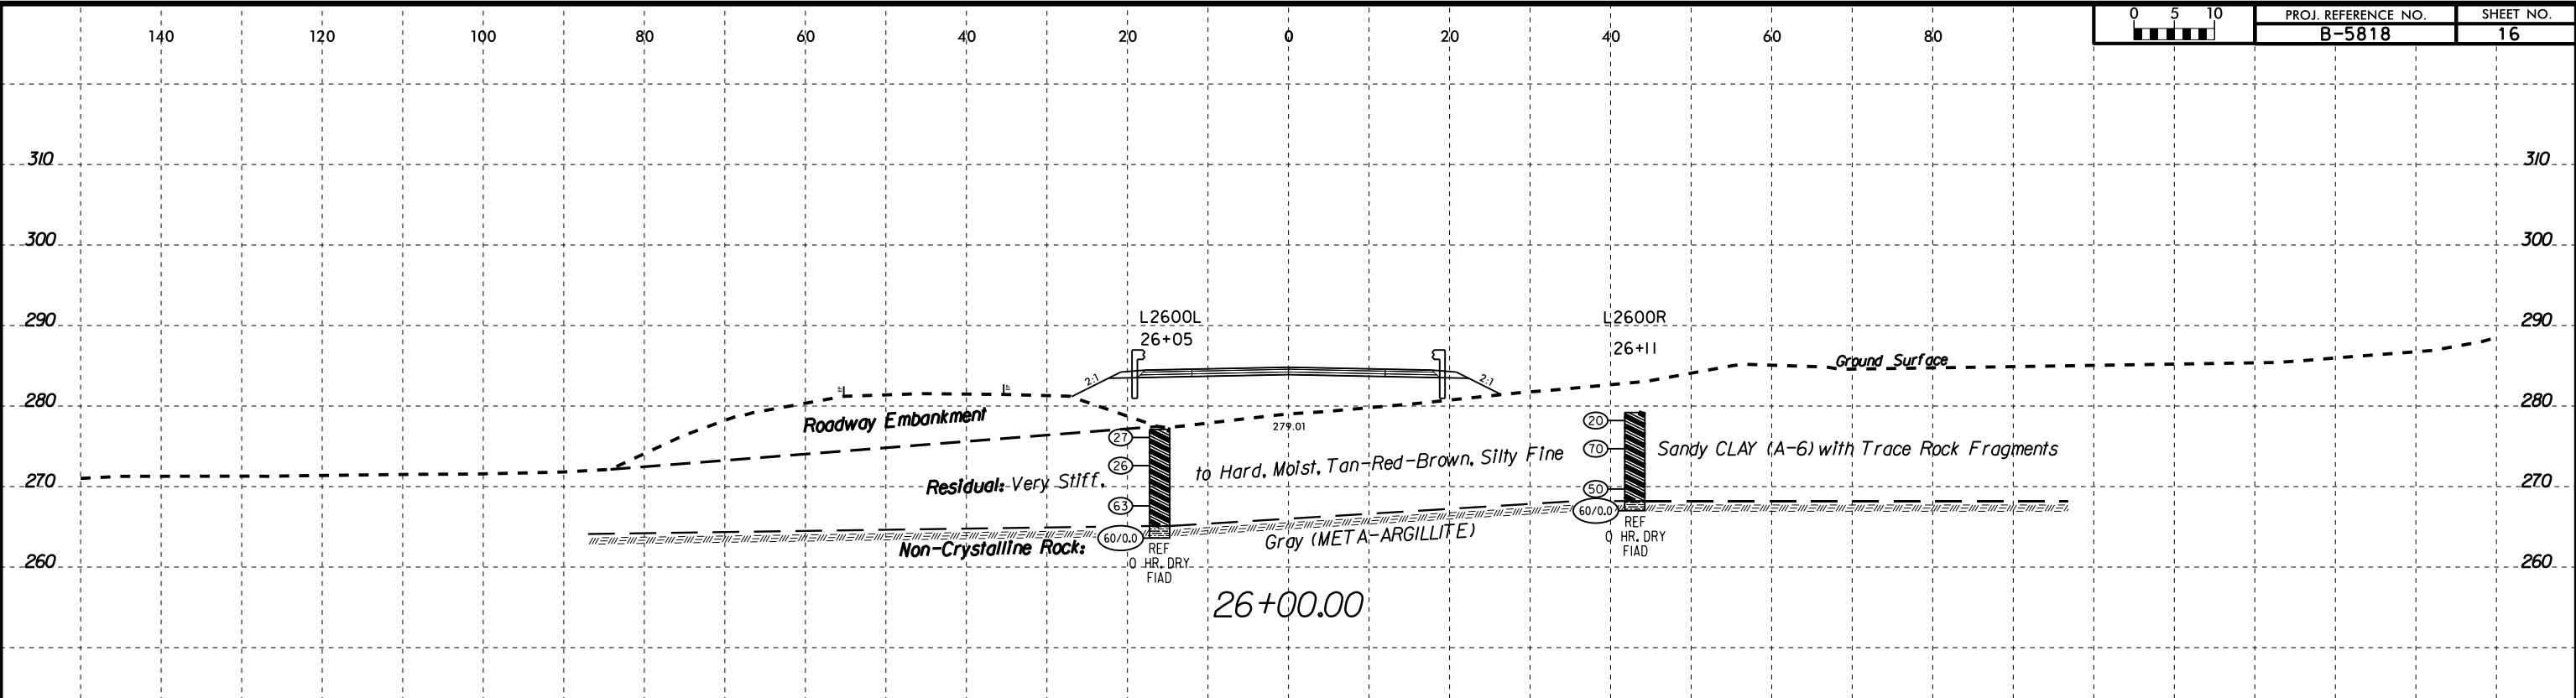 0 5 10
PROJ. REFERENCE NO.
SHEET NO.
B-5818
16
140 120 100 80 60 40 20 0 20 40 60 80
310 310
300 300
290 290
L2600L
26+05
L2600R
26+11
Ground Surface
2:1 2:1
280 280
Roadway Embankment
279.01
27
26
63
60/0.0
20
70
50
60/0.0
Residual: Very Stiff, to Hard, Moist, Tan-Red-Brown, Silty Fine Sandy CLAY (A-6) with Trace Rock Fragments
270 270
Non-Crystalline Rock: Gray (META-ARGILLITE)
REF
0 HR. DRY
FIAD
REF
0 HR. DRY
FIAD
260 260
26+00.00